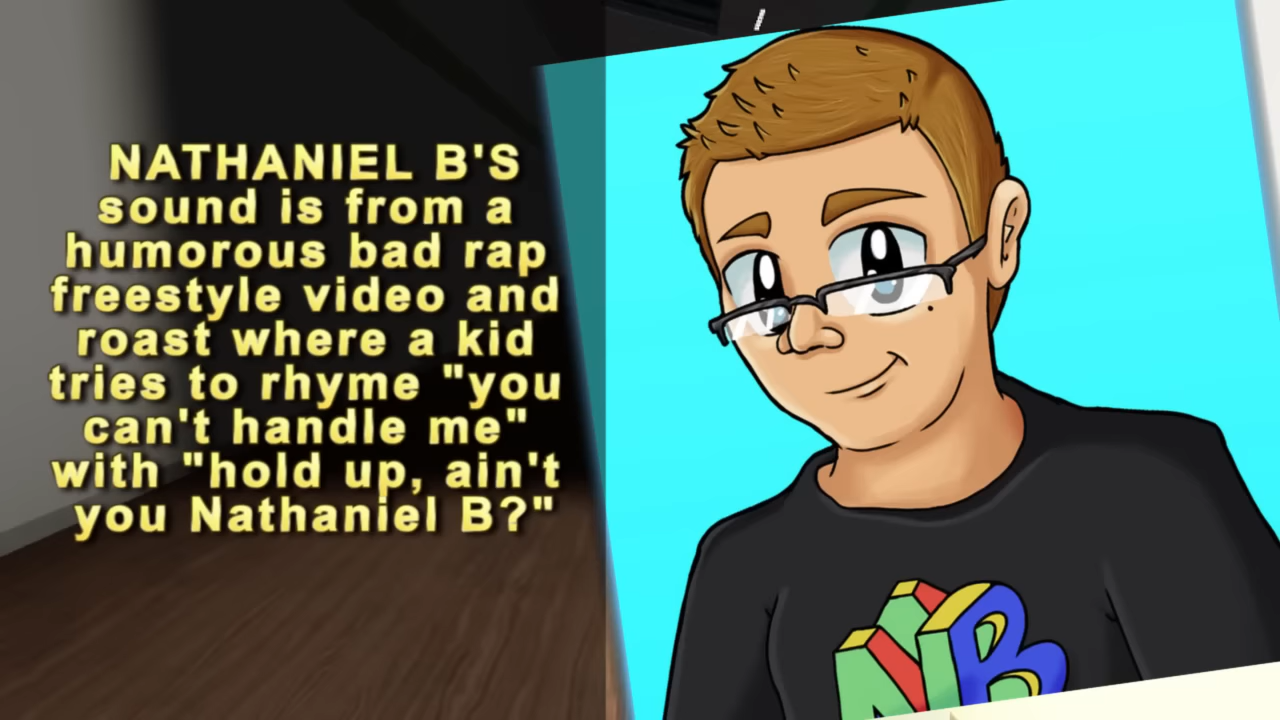 NATHANIEL B'S
sound is from a
humorous bad rap
freestyle video and
roast where a kid
tries to rhyme "you
can't handle me"
with "hold up, ain't
you Nathaniel B?"
NB